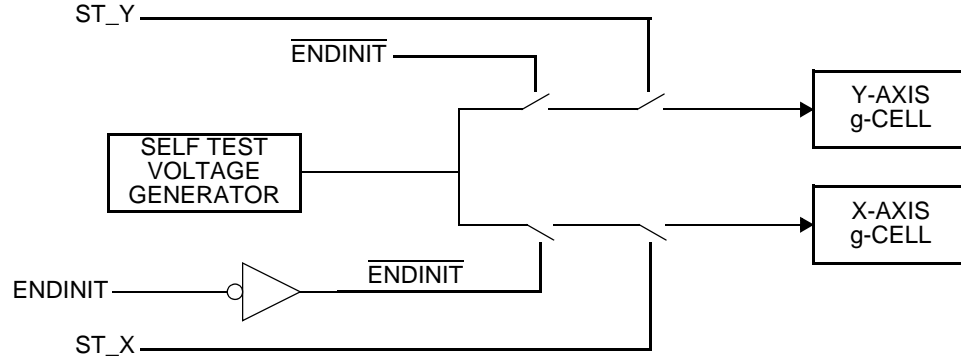 ST_Y
ENDINIT
Y-AXIS
g-CELL
SELF TEST
VOLTAGE
GENERATOR
X-AXIS
g-CELL
ENDINIT
ENDINIT
ST_X